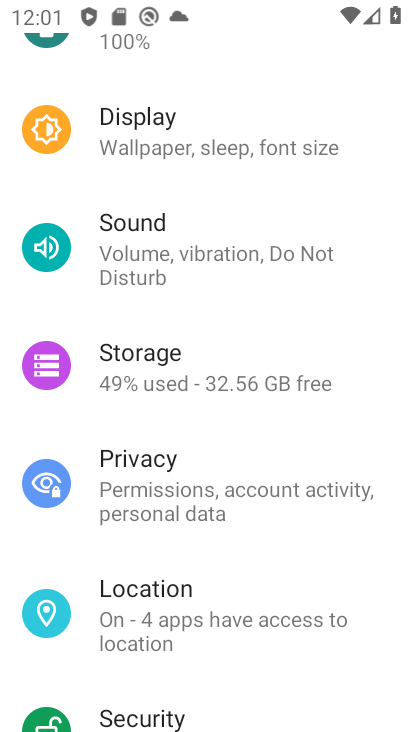 12:01
100%
Display
Wallpaper, sleep, font size
Sound
Volume, vibration, Do Not
Disturb
Storage
49% used - 32.56 GB free
Privacy
Permissions, account activity,
personal data
Location
On - 4 apps have access to
location
Security